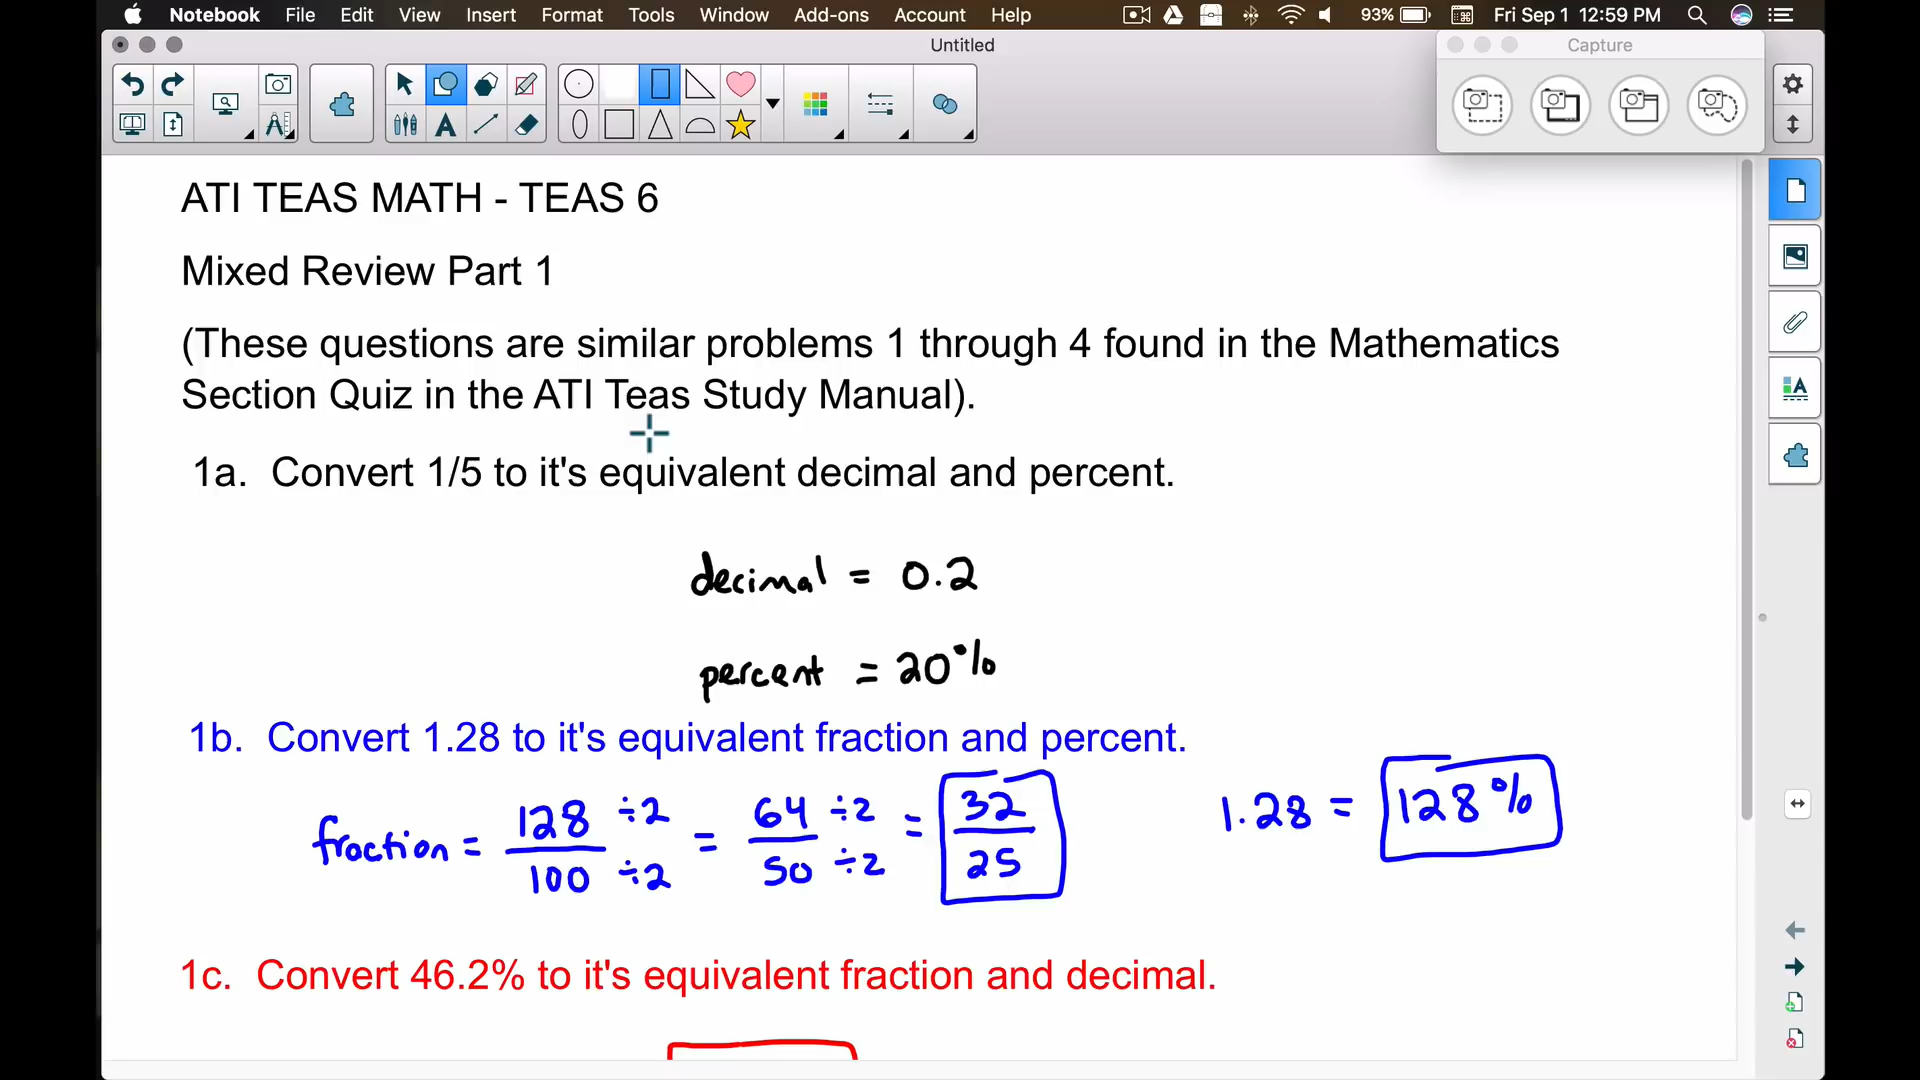 Notebook File Edit View Insert Format Tools Window Add-ons Account Help 93% Fri Sep 1 12:59 PM
Untitled
Capture
ATI TEAS MATH - TEAS 6
Mixed Review Part 1
(These questions are similar problems 1 through 4 found in the Mathematics
Section Quiz in the ATI Teas Study Manual).
1a. Convert 1/5 to it's equivalent decimal and percent.
decimal = 0.2
percent = 20%
1b. Convert 1.28 to it's equivalent fraction and percent.
fraction = 128/100 ÷2/÷2 = 64/50 ÷2/÷2 = 32/25
1.28 = 128%
1c. Convert 46.2% to it's equivalent fraction and decimal.